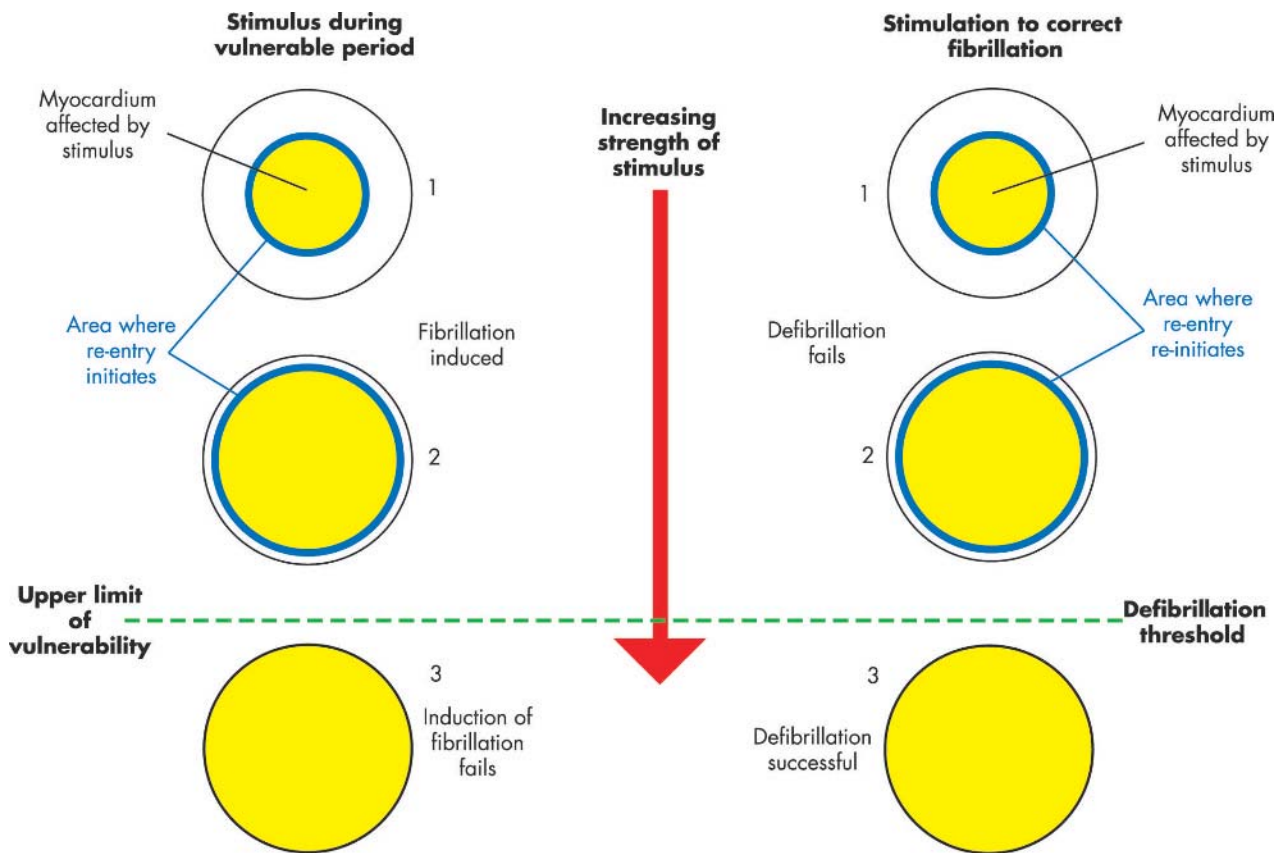 Stimulus during
vulnerable period
Myocardium
affected by
stimulus
1
Area where
re-entry
initiates
Fibrillation
induced
2
Upper limit
of
vulnerability
3
Induction of
fibrillation
fails
Increasing
strength of
stimulus
Stimulation to correct
fibrillation
Myocardium
affected by
stimulus
1
Defibrillation
fails
Area where
re-entry
re-initiates
2
Defibrillation
threshold
3
Defibrillation
successful